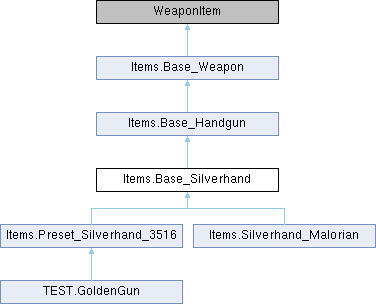 WeaponItem
Items.Base_Weapon
Items.Base_Handgun
Items.Base_Silverhand
Items.Preset_Silverhand_3516
Items.Silverhand_Malorian
TEST.GoldenGun